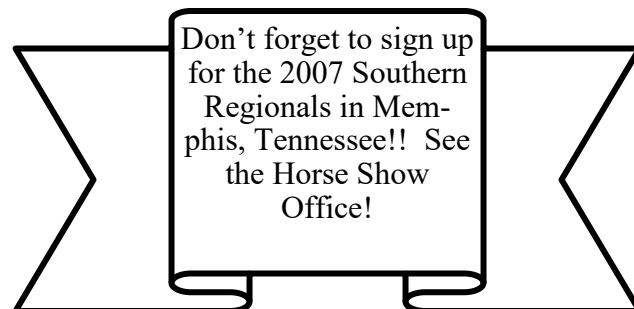 Don’t forget to sign up
for the 2007 Southern
Regionals in Mem-
phis, Tennessee!!  See
the Horse Show
Office!